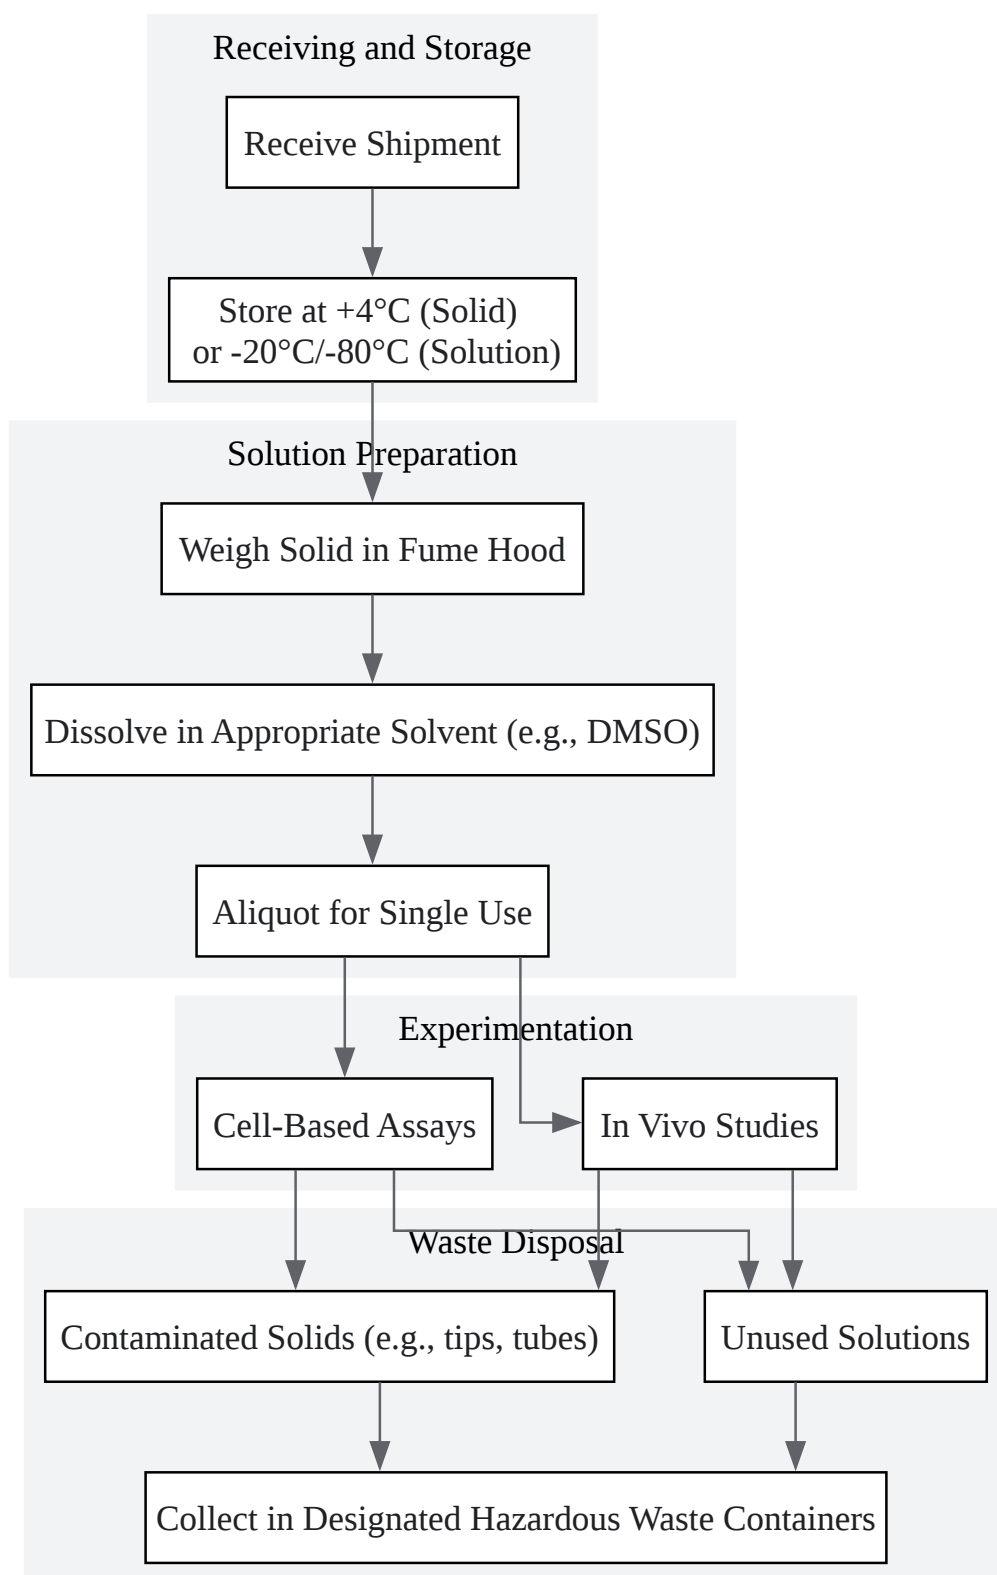 Receiving and Storage
Receive Shipment
Store at +4°C (Solid)
or -20°C/-80°C (Solution)
Solution Preparation
Weigh Solid in Fume Hood
Dissolve in Appropriate Solvent (e.g., DMSO)
Aliquot for Single Use
Experimentation
Cell-Based Assays
In Vivo Studies
Waste Disposal
Contaminated Solids (e.g., tips, tubes)
Unused Solutions
Collect in Designated Hazardous Waste Containers